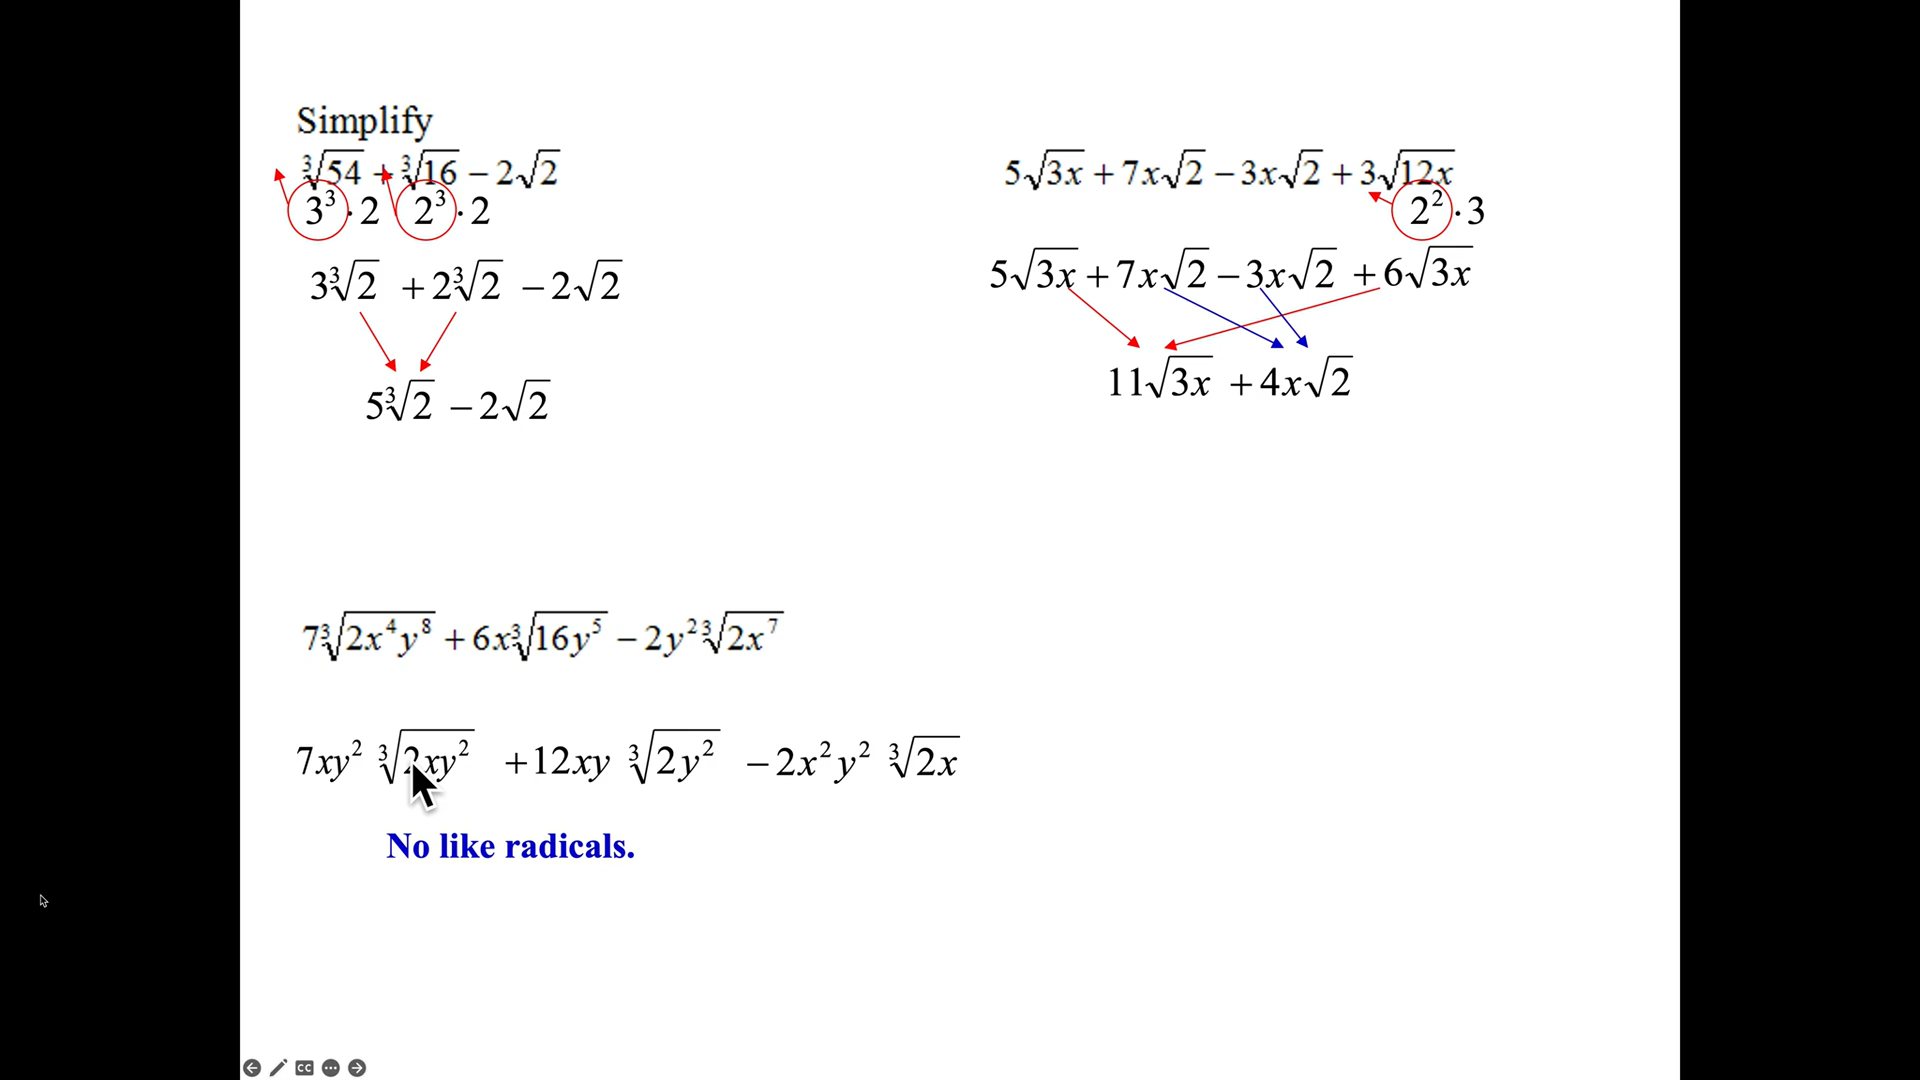 Simplify
∛54 + ∛16 − 2√2
3³ · 2 2³ · 2
3∛2 + 2∛2 − 2√2
5∛2 − 2√2
5√3x + 7x√2 − 3x√2 + 3√12x
2² · 3
5√3x + 7x√2 − 3x√2 + 6√3x
11√3x + 4x√2
7∛2x⁴y⁸ + 6x∛16y⁵ − 2y²∛2x⁷
7xy² ∛2xy² + 12xy ∛2y² − 2x²y² ∛2x
No like radicals.
CC